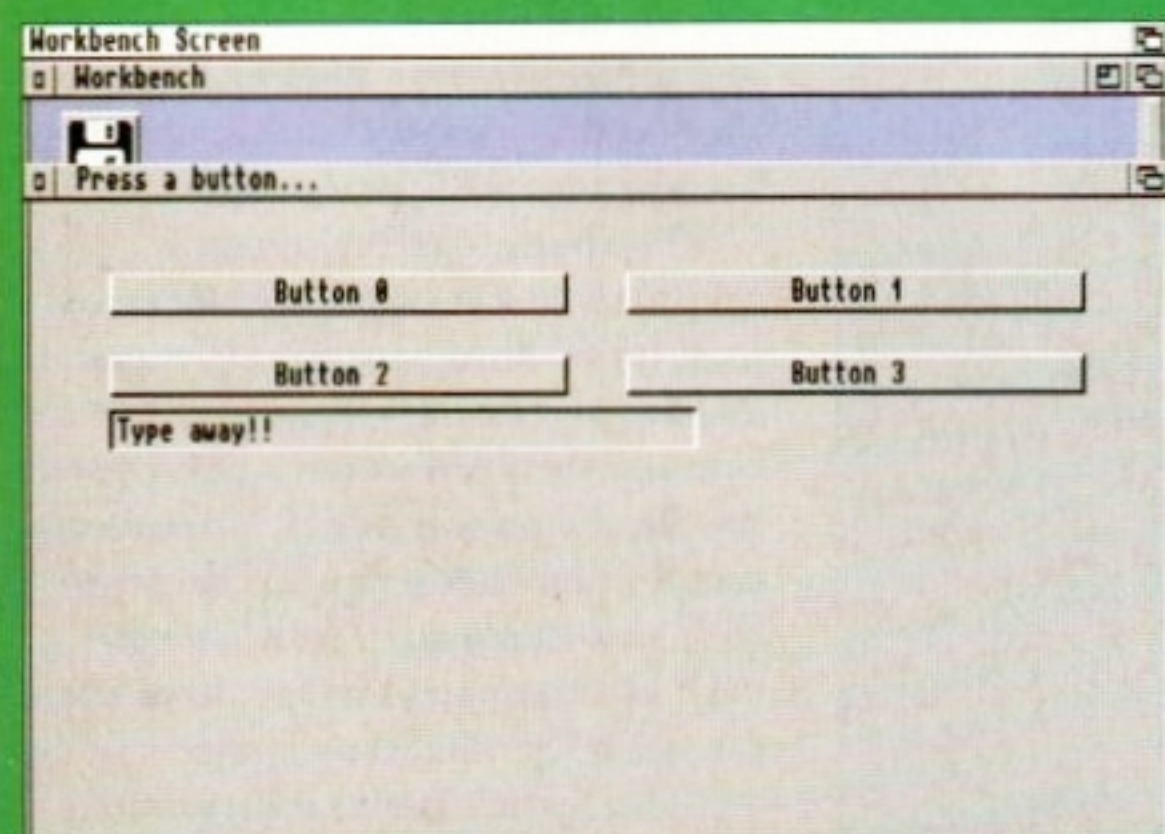 Workbench Screen
Workbench
Press a button...
Button 0
Button 1
Button 2
Button 3
Type away!!